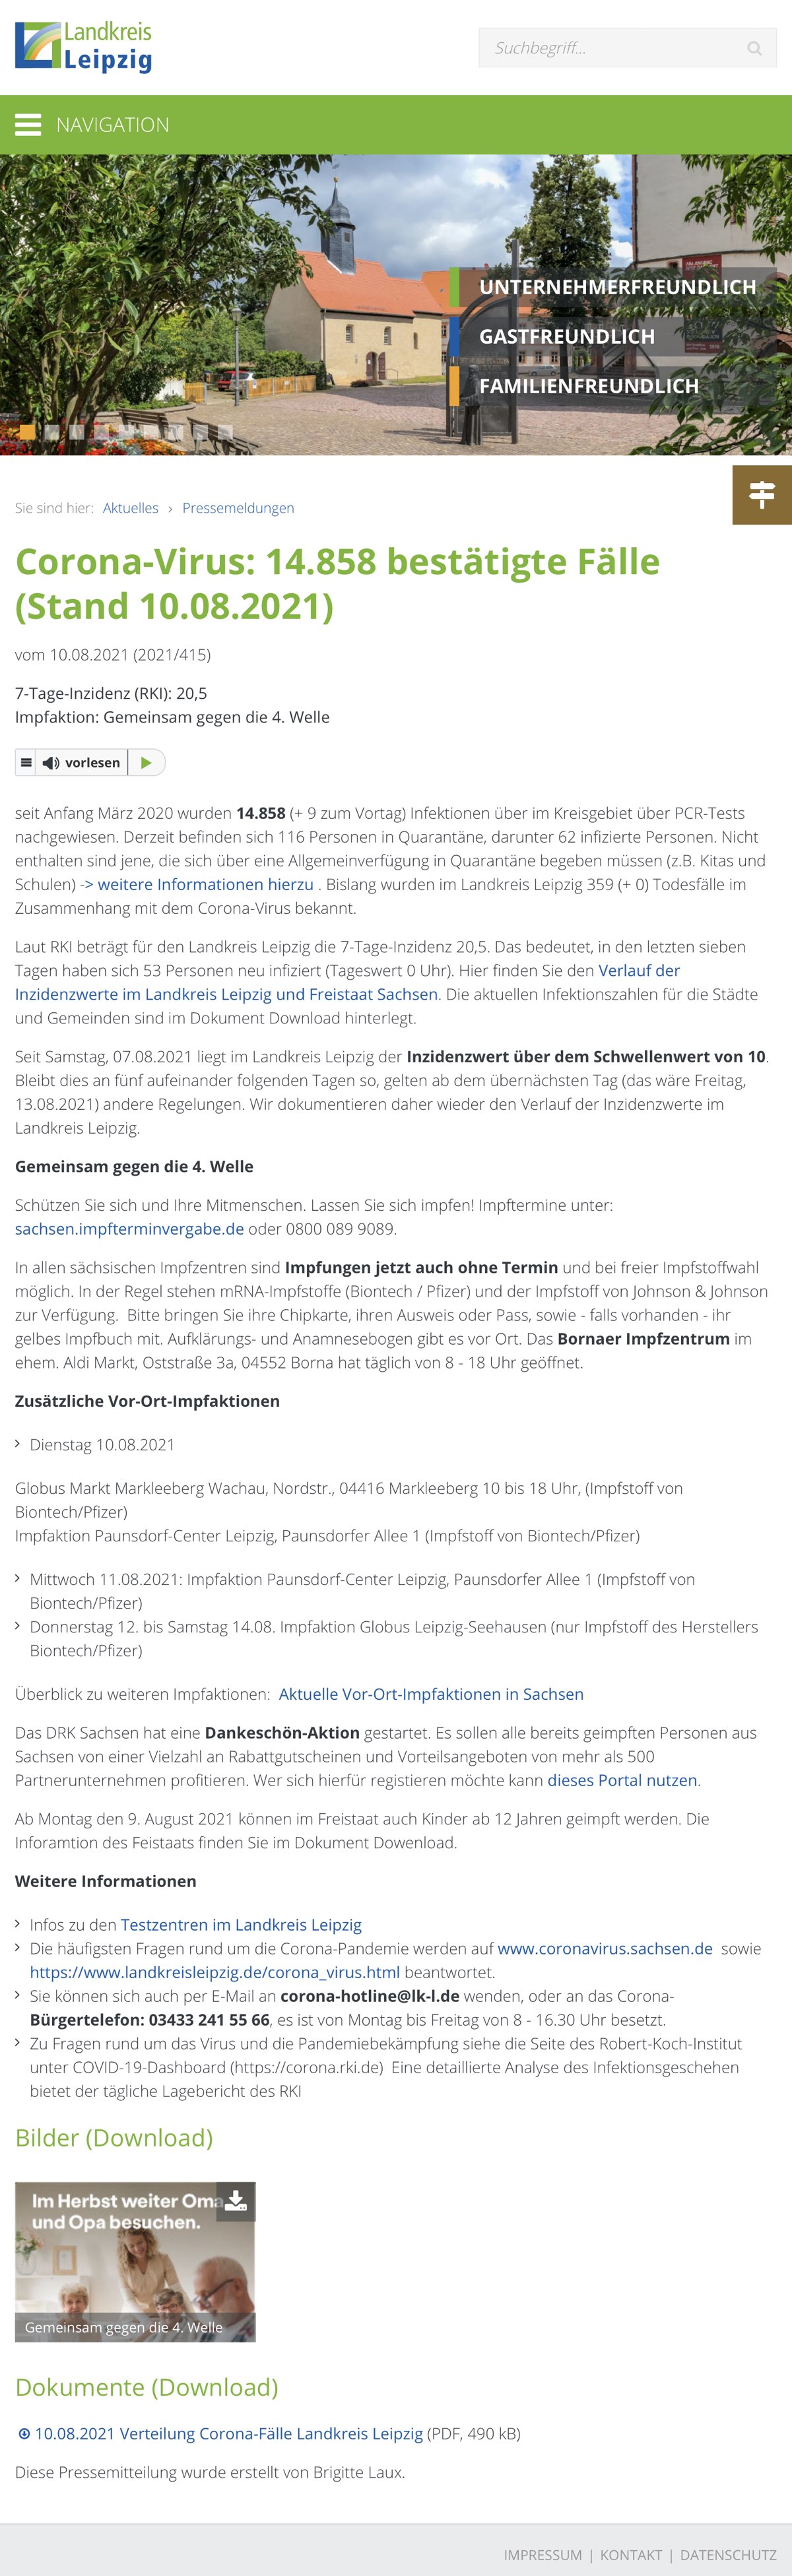 Landkreis
Leipzig
Suchbegriff...
NAVIGATION
UNTERNEHMERFREUNDLICH
GASTFREUNDLICH
FAMILIENFREUNDLICH
Sie sind hier: Aktuelles › Pressemeldungen
Corona-Virus: 14.858 bestätigte Fälle
(Stand 10.08.2021)
vom 10.08.2021 (2021/415)
7-Tage-Inzidenz (RKI): 20,5
Impfaktion: Gemeinsam gegen die 4. Welle
vorlesen
seit Anfang März 2020 wurden 14.858 (+ 9 zum Vortag) Infektionen über im Kreisgebiet über PCR-Tests
nachgewiesen. Derzeit befinden sich 116 Personen in Quarantäne, darunter 62 infizierte Personen. Nicht
enthalten sind jene, die sich über eine Allgemeinverfügung in Quarantäne begeben müssen (z.B. Kitas und
Schulen) -> weitere Informationen hierzu . Bislang wurden im Landkreis Leipzig 359 (+ 0) Todesfälle im
Zusammenhang mit dem Corona-Virus bekannt.
Laut RKI beträgt für den Landkreis Leipzig die 7-Tage-Inzidenz 20,5. Das bedeutet, in den letzten sieben
Tagen haben sich 53 Personen neu infiziert (Tageswert 0 Uhr). Hier finden Sie den Verlauf der
Inzidenzwerte im Landkreis Leipzig und Freistaat Sachsen. Die aktuellen Infektionszahlen für die Städte
und Gemeinden sind im Dokument Download hinterlegt.
Seit Samstag, 07.08.2021 liegt im Landkreis Leipzig der Inzidenzwert über dem Schwellenwert von 10.
Bleibt dies an fünf aufeinander folgenden Tagen so, gelten ab dem übernächsten Tag (das wäre Freitag,
13.08.2021) andere Regelungen. Wir dokumentieren daher wieder den Verlauf der Inzidenzwerte im
Landkreis Leipzig.
Gemeinsam gegen die 4. Welle
Schützen Sie sich und Ihre Mitmenschen. Lassen Sie sich impfen! Impftermine unter:
sachsen.impfterminvergabe.de oder 0800 089 9089.
In allen sächsischen Impfzentren sind Impfungen jetzt auch ohne Termin und bei freier Impfstoffwahl
möglich. In der Regel stehen mRNA-Impfstoffe (Biontech / Pfizer) und der Impfstoff von Johnson & Johnson
zur Verfügung. Bitte bringen Sie ihre Chipkarte, ihren Ausweis oder Pass, sowie - falls vorhanden - ihr
gelbes Impfbuch mit. Aufklärungs- und Anamnesebogen gibt es vor Ort. Das Bornaer Impfzentrum im
ehem. Aldi Markt, Oststraße 3a, 04552 Borna hat täglich von 8 - 18 Uhr geöffnet.
Zusätzliche Vor-Ort-Impfaktionen
Dienstag 10.08.2021
Globus Markt Markleeberg Wachau, Nordstr., 04416 Markleeberg 10 bis 18 Uhr, (Impfstoff von
Biontech/Pfizer)
Impfaktion Paunsdorf-Center Leipzig, Paunsdorfer Allee 1 (Impfstoff von Biontech/Pfizer)
Mittwoch 11.08.2021: Impfaktion Paunsdorf-Center Leipzig, Paunsdorfer Allee 1 (Impfstoff von
Biontech/Pfizer)
Donnerstag 12. bis Samstag 14.08. Impfaktion Globus Leipzig-Seehausen (nur Impfstoff des Herstellers
Biontech/Pfizer)
Überblick zu weiteren Impfaktionen: Aktuelle Vor-Ort-Impfaktionen in Sachsen
Das DRK Sachsen hat eine Dankeschön-Aktion gestartet. Es sollen alle bereits geimpften Personen aus
Sachsen von einer Vielzahl an Rabattgutscheinen und Vorteilsangeboten von mehr als 500
Partnerunternehmen profitieren. Wer sich hierfür registieren möchte kann dieses Portal nutzen.
Ab Montag den 9. August 2021 können im Freistaat auch Kinder ab 12 Jahren geimpft werden. Die
Inforamtion des Feistaats finden Sie im Dokument Dowenload.
Weitere Informationen
Infos zu den Testzentren im Landkreis Leipzig
Die häufigsten Fragen rund um die Corona-Pandemie werden auf www.coronavirus.sachsen.de sowie
https://www.landkreisleipzig.de/corona_virus.html beantwortet.
Sie können sich auch per E-Mail an corona-hotline@lk-l.de wenden, oder an das Corona-
Bürgertelefon: 03433 241 55 66, es ist von Montag bis Freitag von 8 - 16.30 Uhr besetzt.
Zu Fragen rund um das Virus und die Pandemiebekämpfung siehe die Seite des Robert-Koch-Institut
unter COVID-19-Dashboard (https://corona.rki.de) Eine detaillierte Analyse des Infektionsgeschehen
bietet der tägliche Lagebericht des RKI
Bilder (Download)
Im Herbst weiter Oma
und Opa besuchen.
Gemeinsam gegen die 4. Welle
Dokumente (Download)
10.08.2021 Verteilung Corona-Fälle Landkreis Leipzig (PDF, 490 kB)
Diese Pressemitteilung wurde erstellt von Brigitte Laux.
IMPRESSUM | KONTAKT | DATENSCHUTZ